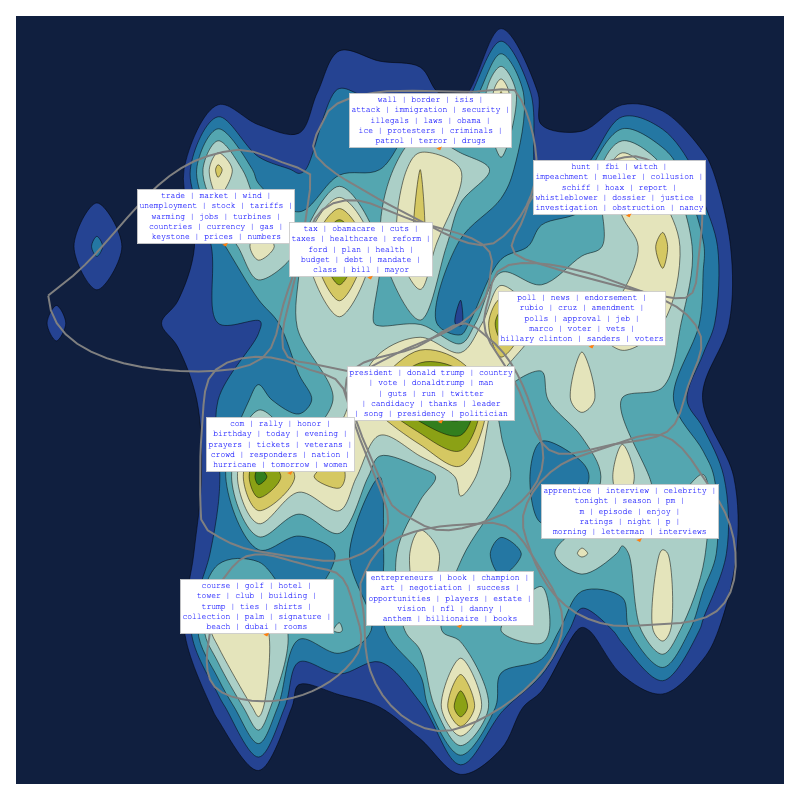 wall | border | isis |
attack | immigration | security |
illegals | laws | obama |
ice | protesters | criminals |
patrol | terror | drugs
hunt | fbi | witch |
impeachment | mueller | collusion |
schiff | hoax | report |
whistleblower | dossier | justice |
investigation | obstruction | nancy
trade | market | wind |
unemployment | stock | tariffs |
warming | jobs | turbines |
countries | currency | gas |
keystone | prices | numbers
tax | obamacare | cuts |
taxes | healthcare | reform |
ford | plan | health |
budget | debt | mandate |
class | bill | mayor
poll | news | endorsement |
rubio | cruz | amendment |
polls | approval | jeb |
marco | voter | vets |
hillary clinton | sanders | voters
president | donald trump | country
| vote | donaldtrump | man
| guts | run | twitter
| candidacy | thanks | leader
| song | presidency | politician
com | rally | honor |
birthday | today | evening |
prayers | tickets | veterans |
crowd | responders | nation |
hurricane | tomorrow | women
apprentice | interview | celebrity |
tonight | season | pm |
m | episode | enjoy |
ratings | night | p |
morning | letterman | interviews
entrepreneurs | book | champion |
art | negotiation | success |
opportunities | players | estate |
vision | nfl | danny |
anthem | billionaire | books
course | golf | hotel |
tower | club | building |
trump | ties | shirts |
collection | palm | signature |
beach | dubai | rooms